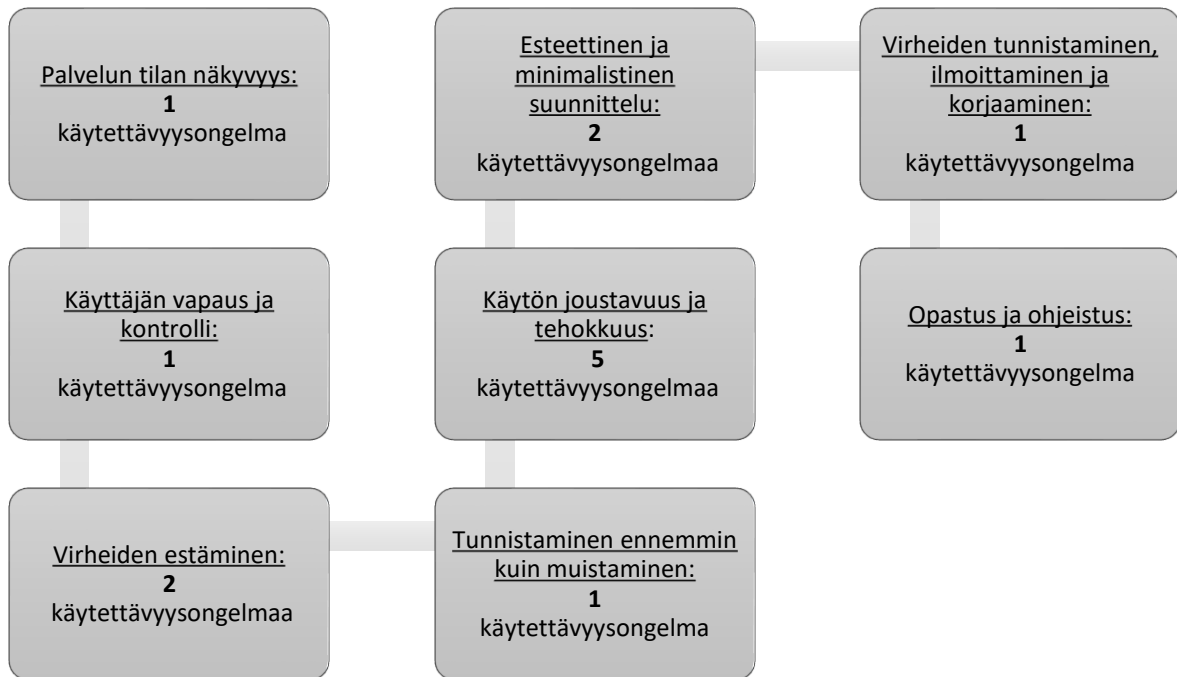 Palvelun tilan näkyvyys:
1
käytettävyysongelma
Käyttäjän vapaus ja
kontrolli:
1
käytettävyysongelma
Virheiden estäminen:
2
käytettävyysongelmaa
Tunnistaminen ennemmin
kuin muistaminen:
1
käytettävyysongelma
Käytön joustavuus ja
tehokkuus:
5
käytettävyysongelmaa
Esteettinen ja
minimalistinen
suunnittelu:
2
käytettävyysongelmaa
Virheiden tunnistaminen,
ilmoittaminen ja
korjaaminen:
1
käytettävyysongelma
Opastus ja ohjeistus:
1
käytettävyysongelma